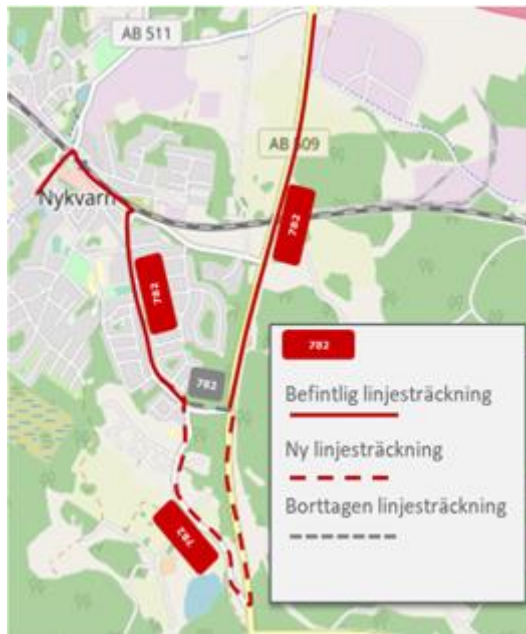 AB 511
AB 509
Nykvarn
782
782
782
782
782
Befintlig linjesträckning
Ny linjesträckning
Borttagen linjesträckning